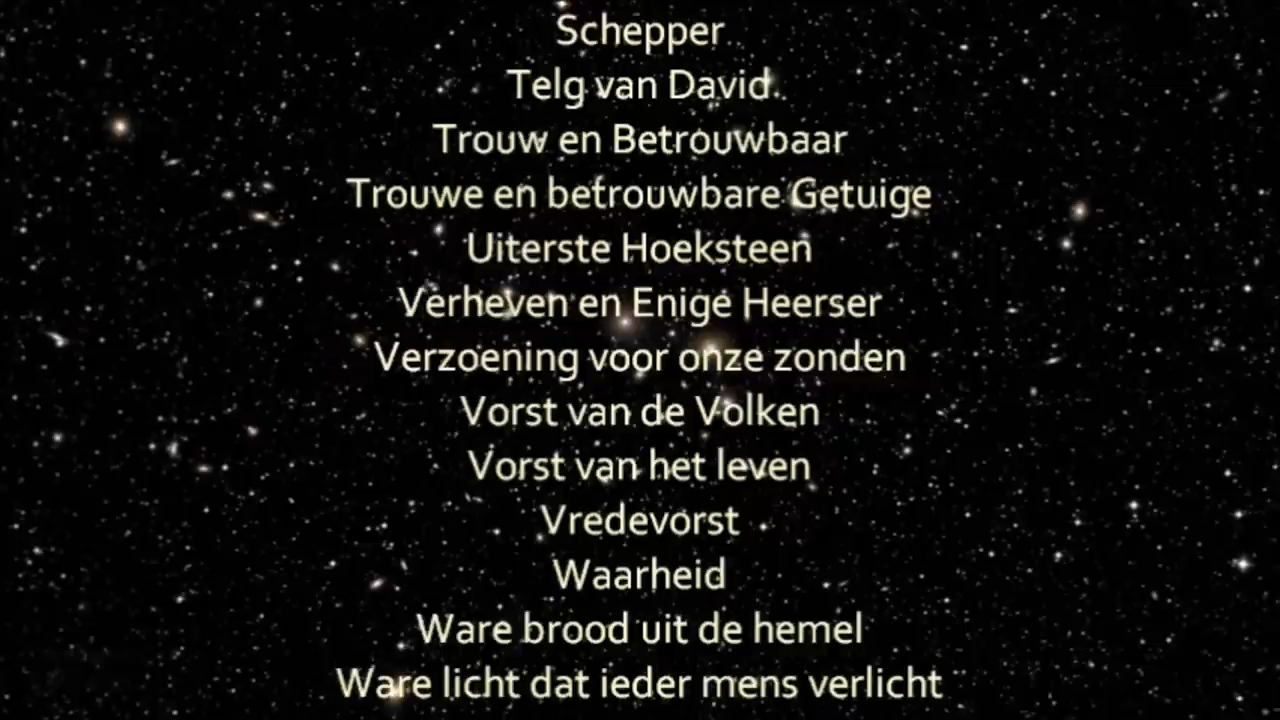 Schepper
Telg van David
Trouw en Betrouwbaar
Trouwe en betrouwbare Getuige
Uiterste Hoeksteen
Verheven en Enige Heerser
Verzoening voor onze zonden
Vorst van de Volken
Vorst van het leven
Vredevorst
Waarheid
Ware brood uit de hemel
Ware licht dat ieder mens verlicht